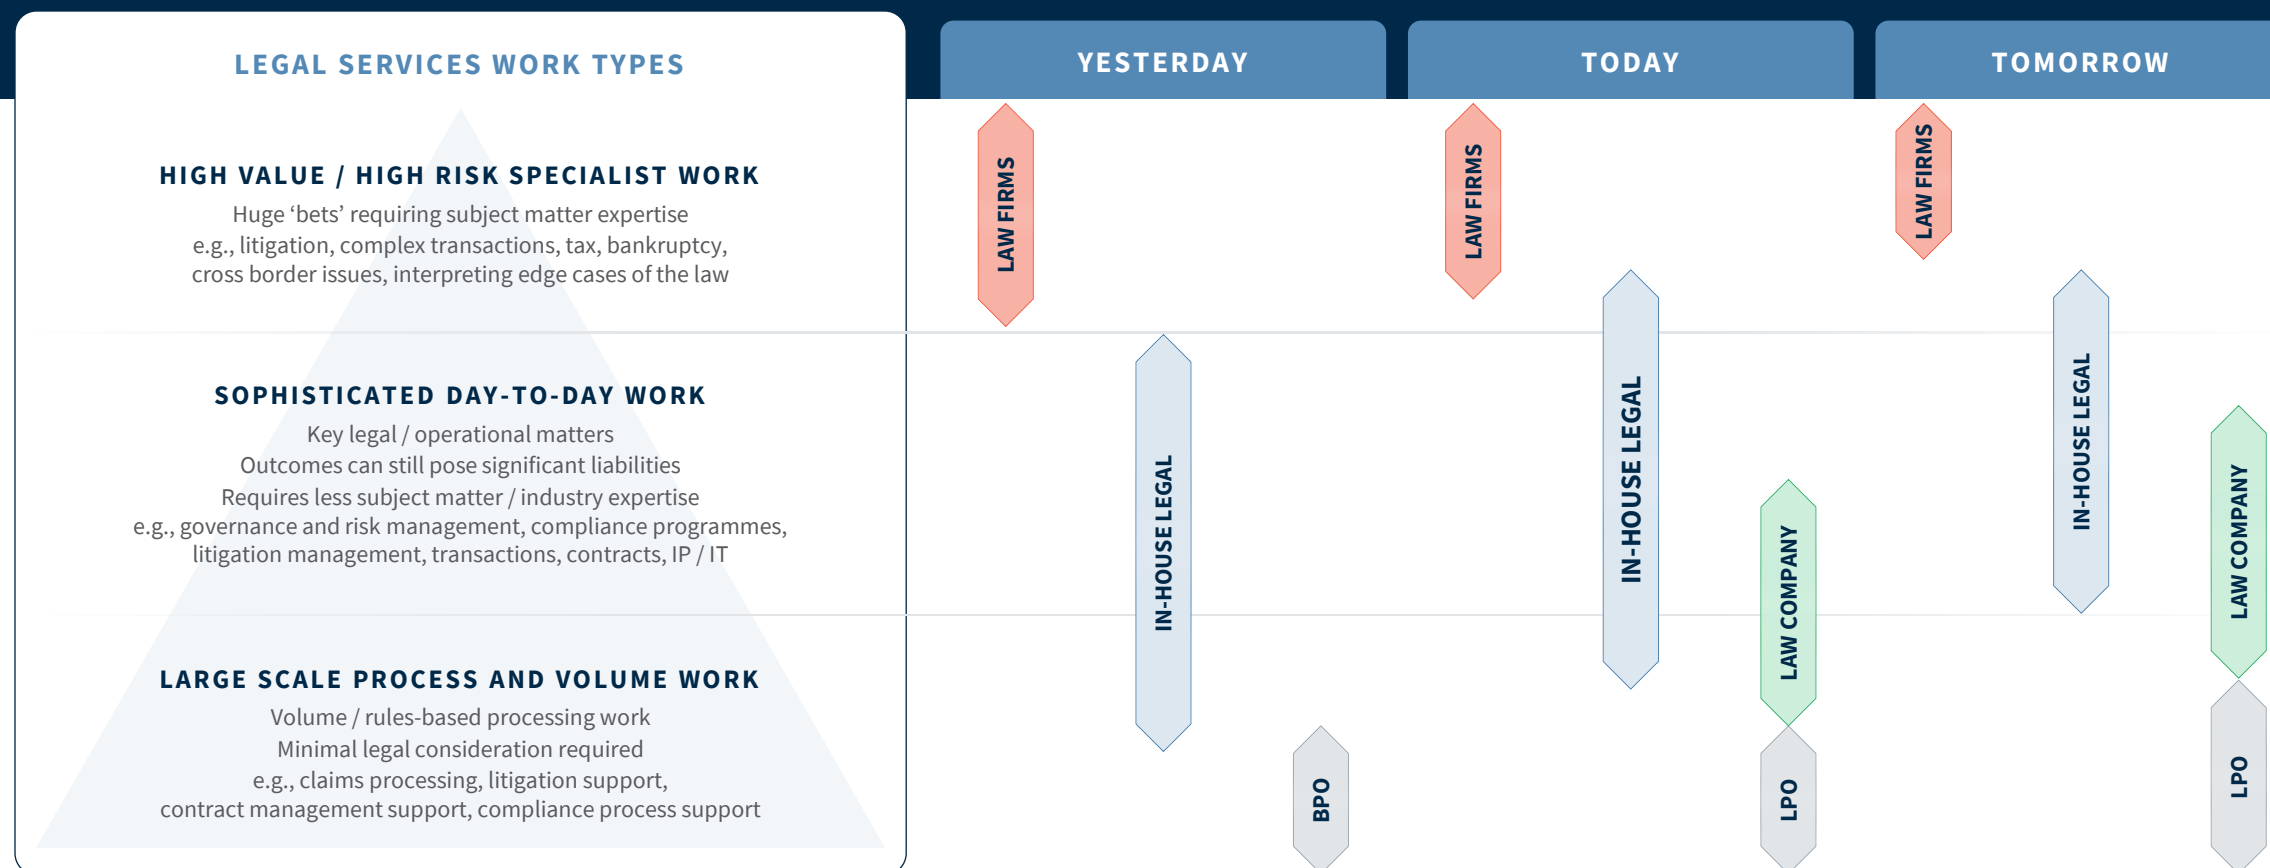 LEGAL SERVICES WORK TYPES
HIGH VALUE / HIGH RISK SPECIALIST WORK
Huge ‘bets’ requiring subject matter expertise
e.g., litigation, complex transactions, tax, bankruptcy,
cross border issues, interpreting edge cases of the law
SOPHISTICATED DAY-TO-DAY WORK
Key legal / operational matters
Outcomes can still pose significant liabilities
Requires less subject matter / industry expertise
e.g., governance and risk management, compliance programmes,
litigation management, transactions, contracts, IP / IT
LARGE SCALE PROCESS AND VOLUME WORK
Volume / rules-based processing work
Minimal legal consideration required
e.g., claims processing, litigation support,
contract management support, compliance process support
YESTERDAY
LAW FIRMS
IN-HOUSE LEGAL
BPO
TODAY
LAW FIRMS
IN-HOUSE LEGAL
LAW COMPANY
LPO
TOMORROW
LAW FIRMS
IN-HOUSE LEGAL
LAW COMPANY
LPO